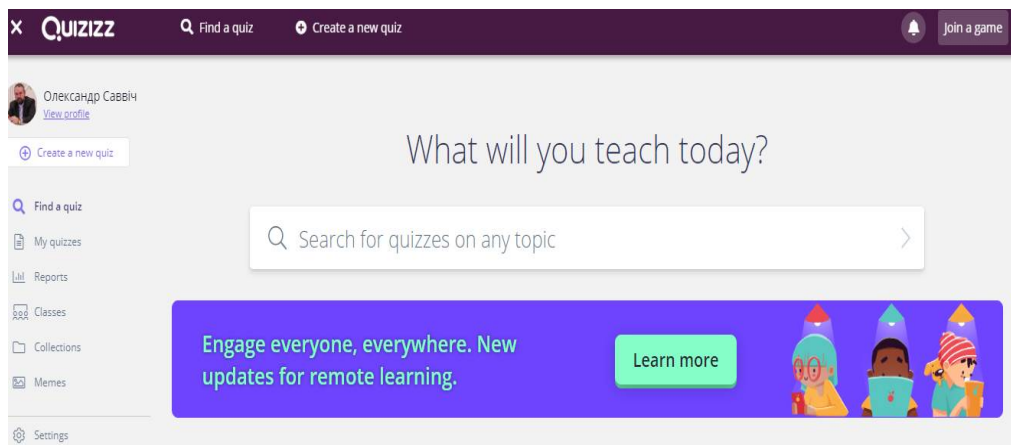 × QUIZIZZ Find a quiz Create a new quiz Join a game
Олександр Саввіч
View profile
Create a new quiz
Find a quiz
My quizzes
Reports
Classes
Collections
Memes
Settings
What will you teach today?
Search for quizzes on any topic
Engage everyone, everywhere. New
updates for remote learning.
Learn more